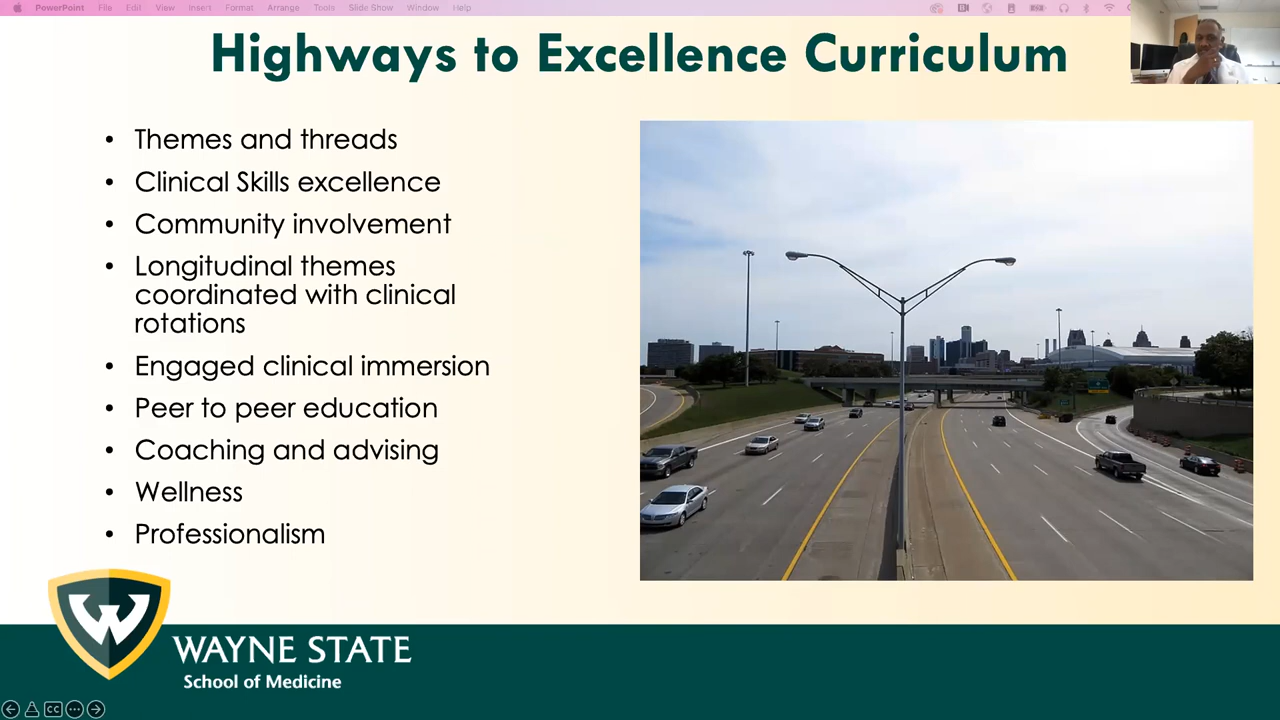 PowerPoint File Edit View Insert Format Arrange Tools Slide Show Window Help
Highways to Excellence Curriculum
• Themes and threads
• Clinical Skills excellence
• Community involvement
• Longitudinal themes
coordinated with clinical
rotations
• Engaged clinical immersion
• Peer to peer education
• Coaching and advising
• Wellness
• Professionalism
W
WAYNE STATE
School of Medicine
CC